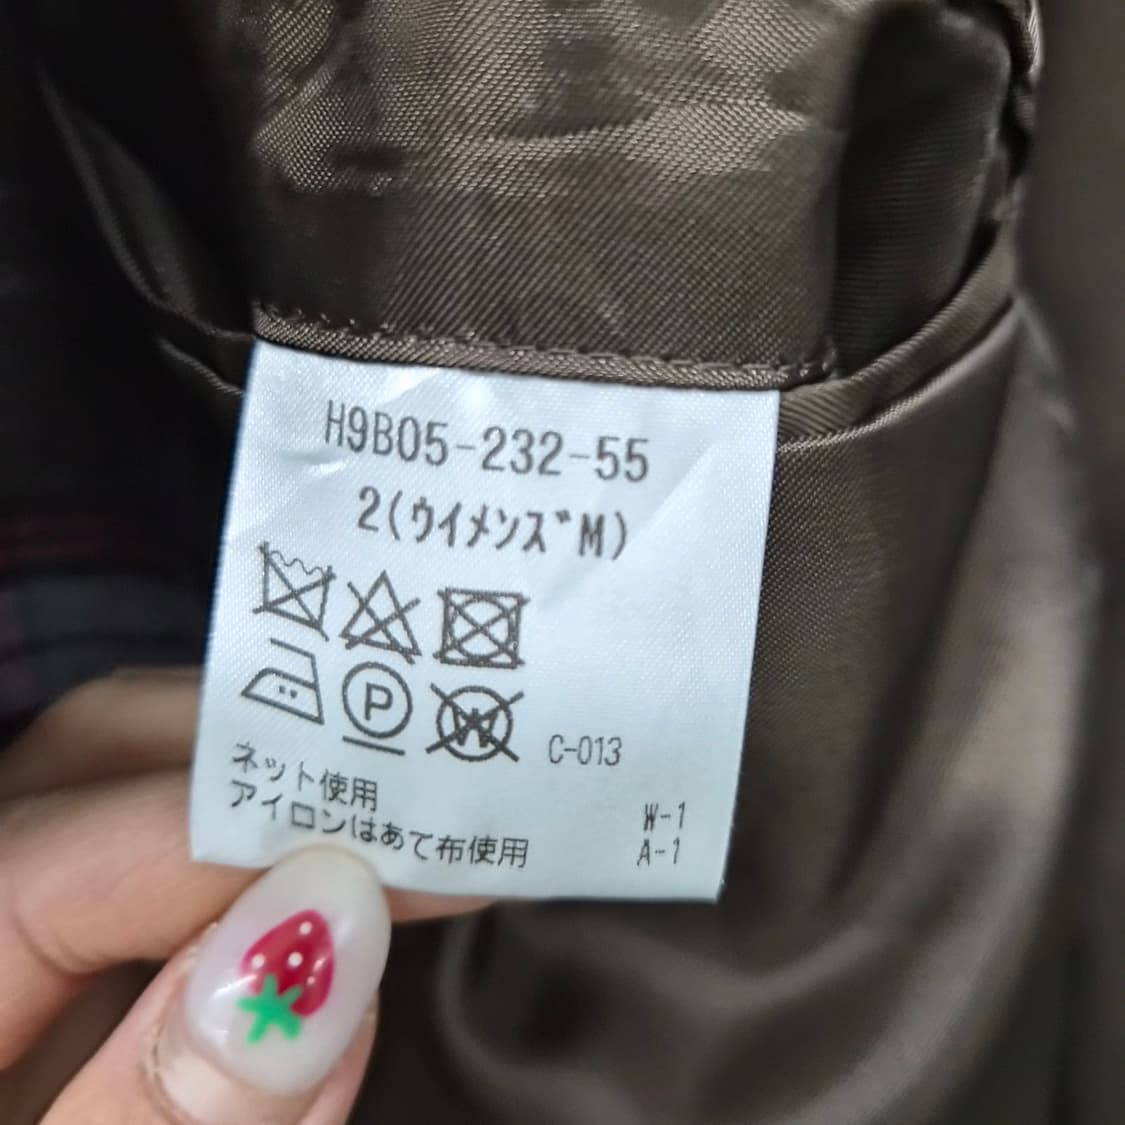 H9B05-232-55
2(ウイメンズM)
P
W
C-013
ネット使用
アイロンはあて布使用
W-1
A-1